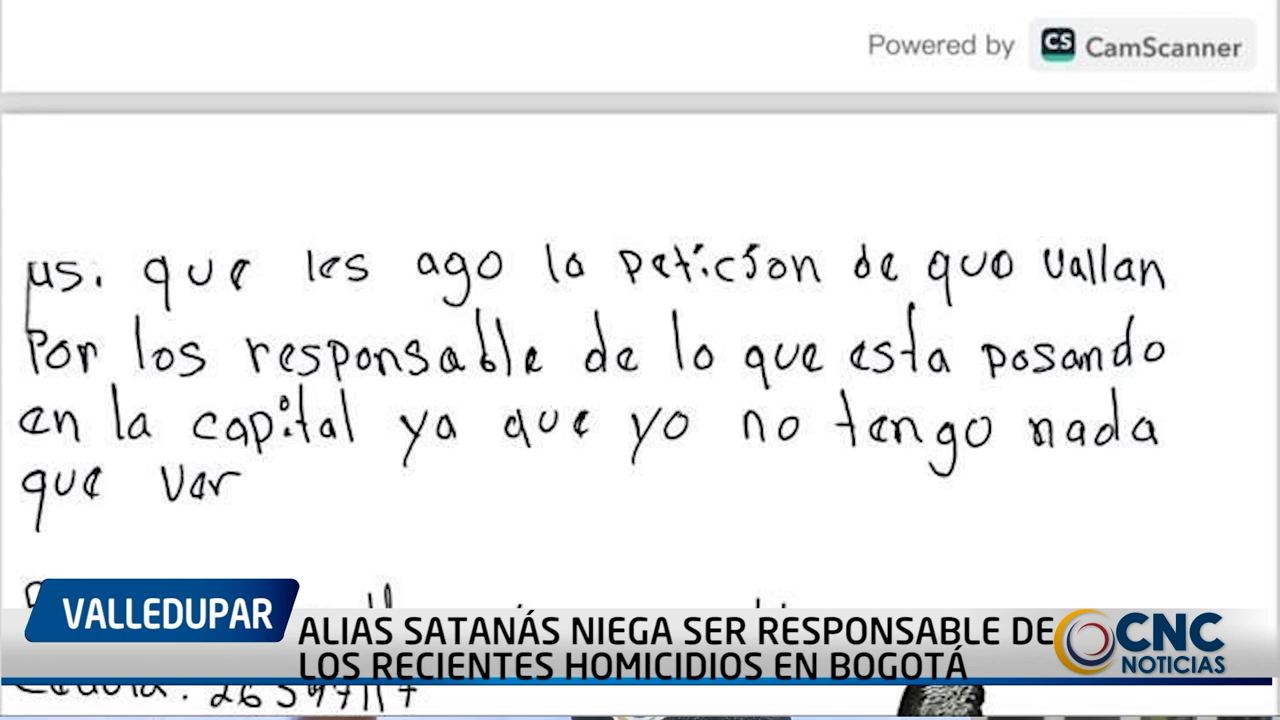 Powered by CS CamScanner
us. que les ago la peticion de quo vallan
Por los responsable de lo que esta posando
en la capital ya que yo no tengo nada
que ver
VALLEDUPAR
ALIAS SATANÁS NIEGA SER RESPONSABLE DE
LOS RECIENTES HOMICIDIOS EN BOGOTÁ
CNC
NOTICIAS